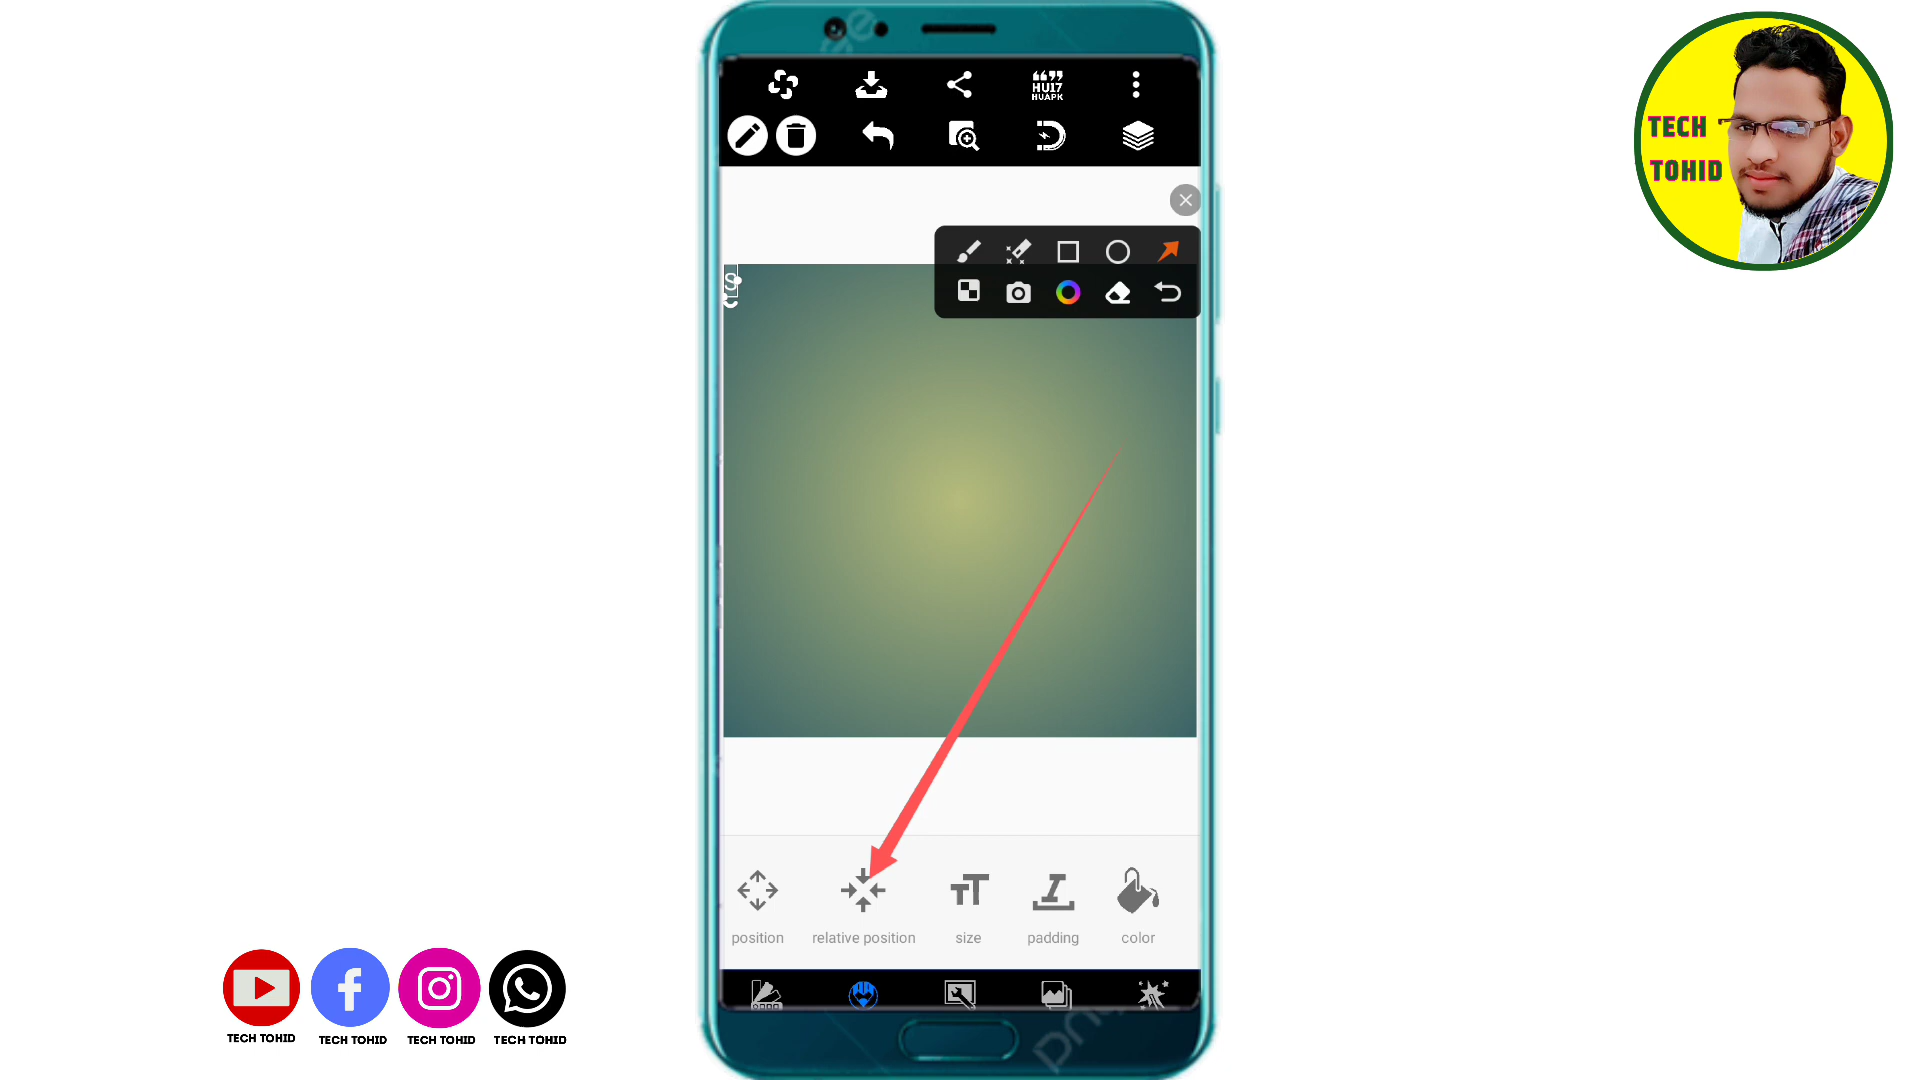 HU17
HUAPK
TECH
TOHID
S
position
relative position
size
padding
color
TECH TOHID
TECH TOHID
TECH TOHID
TECH TOHID